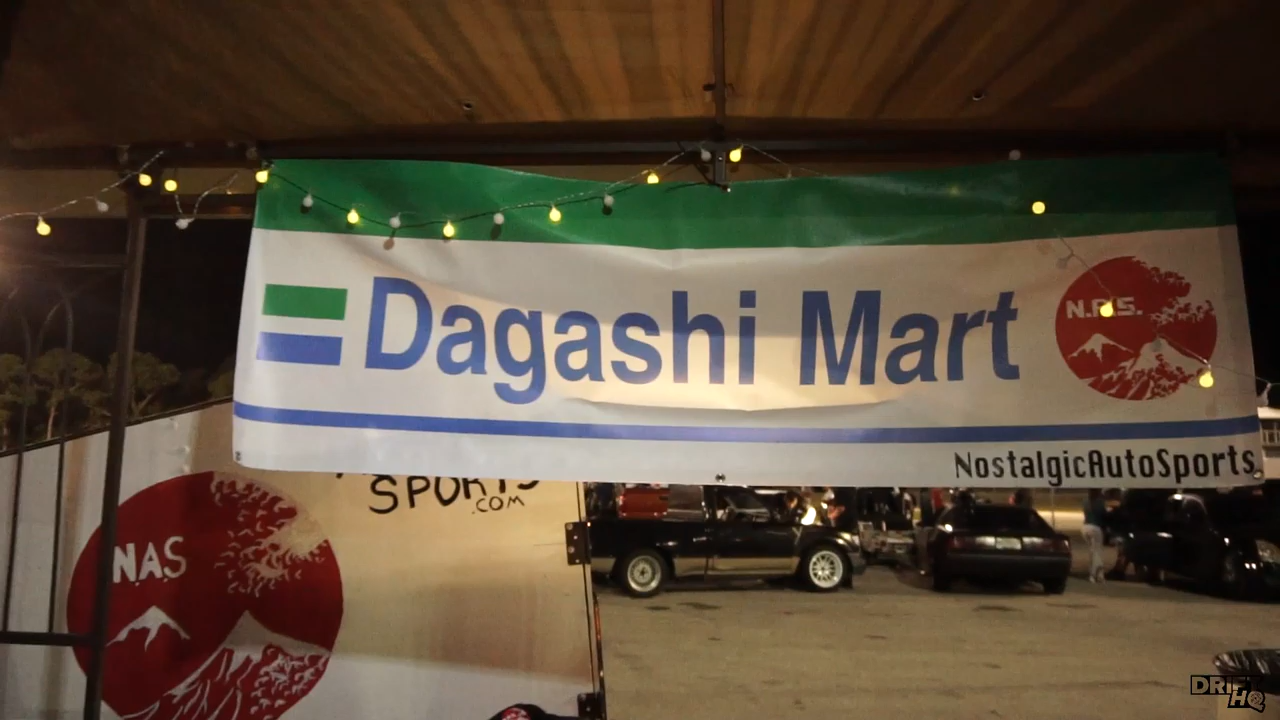 Dagashi Mart
N.A.S.
NostalgicAutoSports.
SPORTS
.COM
N.A.S
DRIFT
HQ